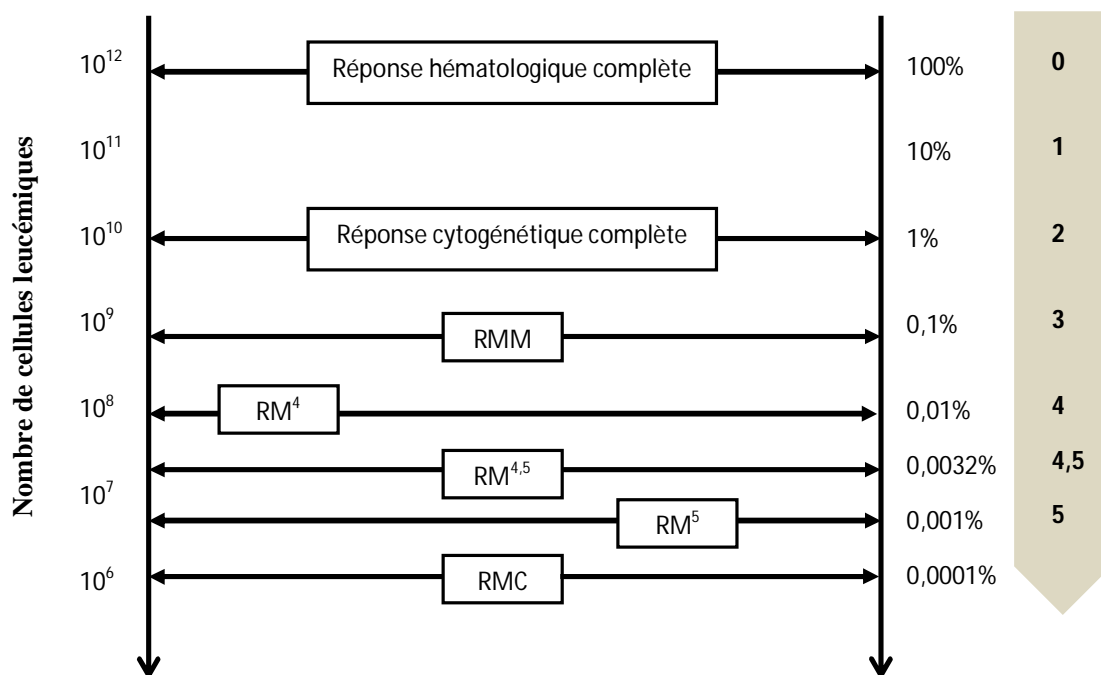 Nombre de cellules leucémiques
10¹² Réponse hématologique complète 100% 0
10¹¹ 10% 1
10¹⁰ Réponse cytogénétique complète 1% 2
10⁹ RMM 0,1% 3
10⁸ RM⁴ 0,01% 4
RM⁴,⁵ 0,0032% 4,5
10⁷ RM⁵ 0,001% 5
10⁶ RMC 0,0001%